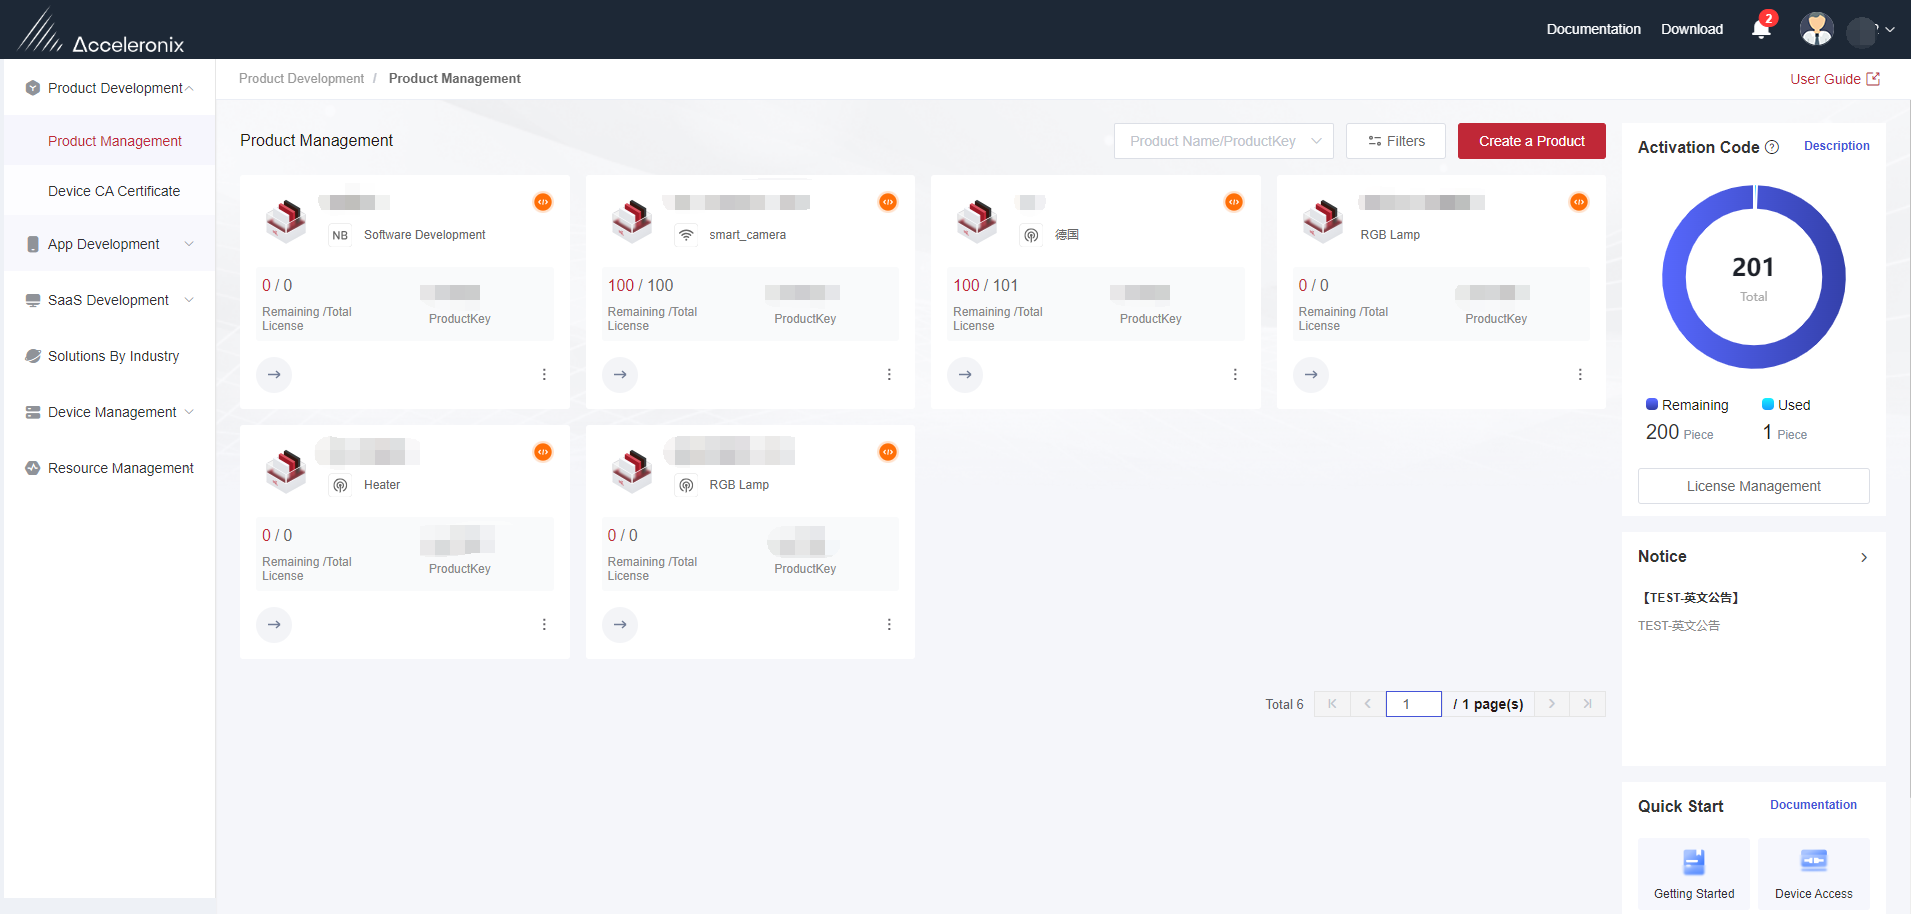 Acceleronix
Documentation
Download
2
Product Development
Product Management
Device CA Certificate
App Development
SaaS Development
Solutions By Industry
Device Management
Resource Management
Product Development / Product Management
User Guide
Product Management
Product Name/ProductKey
Filters
Create a Product
NB Software Development
0 / 0
Remaining /Total
License
ProductKey
smart_camera
100 / 100
Remaining /Total
License
ProductKey
德国
100 / 101
Remaining /Total
License
ProductKey
RGB Lamp
0 / 0
Remaining /Total
License
ProductKey
Heater
0 / 0
Remaining /Total
License
ProductKey
RGB Lamp
0 / 0
Remaining /Total
License
ProductKey
Total 6
1 / 1 page(s)
Activation Code ?
Description
201
Total
Remaining
200 Piece
Used
1 Piece
License Management
Notice
【TEST-英文公告】
TEST-英文公告
Quick Start
Documentation
Getting Started
Device Access